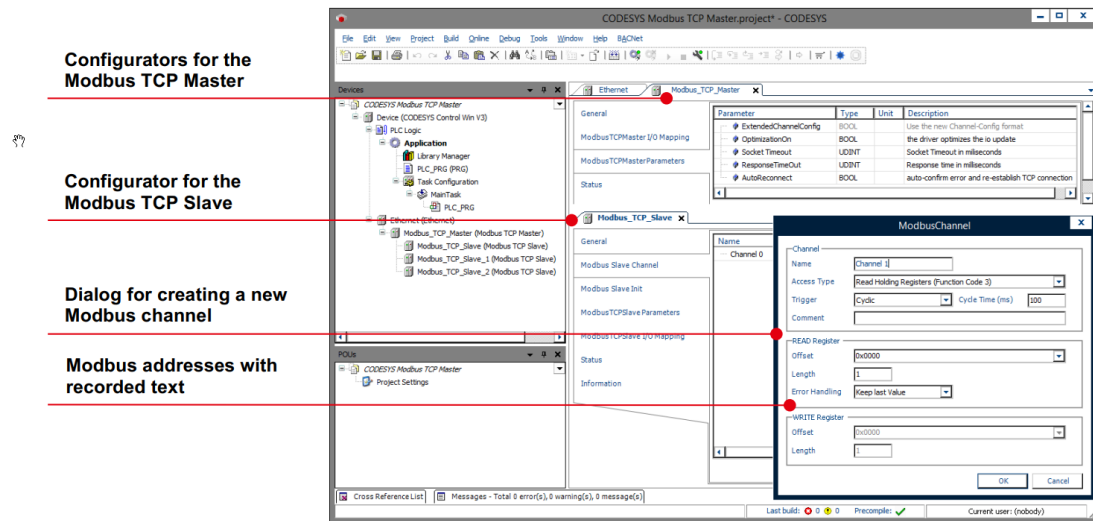 CODESYS Modbus TCP Master.project* - CODESYS
File Edit View Project Build Online Debug Tools Window Help BACNet
Configurators for the
Modbus TCP Master
Configurator for the
Modbus TCP Slave
Dialog for creating a new
Modbus channel
Modbus addresses with
recorded text
Devices
CODESYS Modbus TCP Master
Device (CODESYS Control Win V3)
PLC Logic
Application
Library Manager
PLC_PRG (PRG)
Task Configuration
MainTask
PLC_PRG
Ethernet (Ethernet)
Modbus_TCP_Master (Modbus TCP Master)
Modbus_TCP_Slave (Modbus TCP Slave)
Modbus_TCP_Slave_1 (Modbus TCP Slave)
Modbus_TCP_Slave_2 (Modbus TCP Slave)
POUs
CODESYS Modbus TCP Master
Project Settings
Ethernet Modbus_TCP_Master
General
ModbusTCPMaster I/O Mapping
ModbusTCPMasterParameters
Status
Parameter Type Unit Description
ExtendedChannelConfig BOOL Use the new Channel-Config format
OptimizationOn BOOL the driver optimizes the io update
Socket Timeout UDINT Socket Timeout in miliseconds
ResponseTimeOut UDINT Response time in milliseconds
AutoReconnect BOOL auto-confirm error and re-establish TCP connection
Modbus_TCP_Slave
General
Modbus Slave Channel
Modbus Slave Init
ModbusTCPSlave Parameters
ModbusTCPSlave I/O Mapping
Status
Information
Name
Channel 0
ModbusChannel
Channel
Name Channel 1
Access Type Read Holding Registers (Function Code 3)
Trigger Cyclic Cycle Time (ms) 100
Comment
READ Register
Offset 0x0000
Length 1
Error Handling Keep last Value
WRITE Register
Offset 0x0000
Length 1
OK Cancel
Cross Reference List Messages - Total 0 error(s), 0 warning(s), 0 message(s)
Last build: 0 0 Precompile: Current user: (nobody)